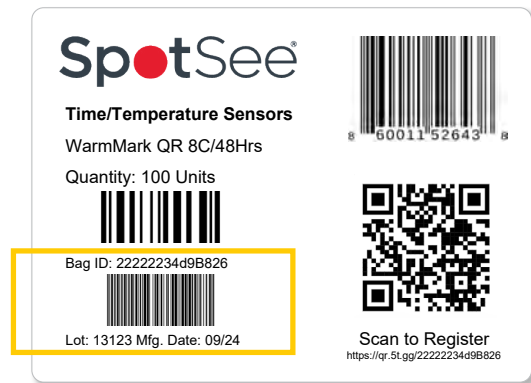 SpotSee®
Time/Temperature Sensors
WarmMark QR 8C/48Hrs
Quantity: 100 Units
Bag ID: 22222234d9B826
Lot: 13123 Mfg. Date: 09/24
8 60011 52643 8
Scan to Register
https://qr.5t.gg/22222234d9B826